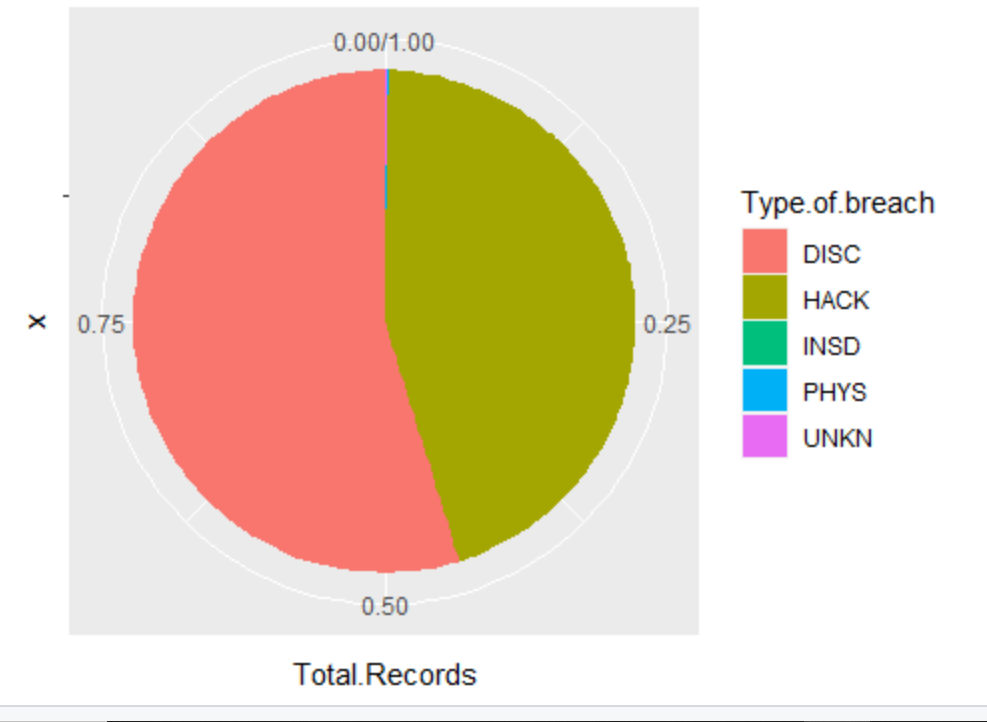 0.00/1.00
0.75
x
0.25
0.50
Total.Records
Type.of.breach
DISC
HACK
INSD
PHYS
UNKN